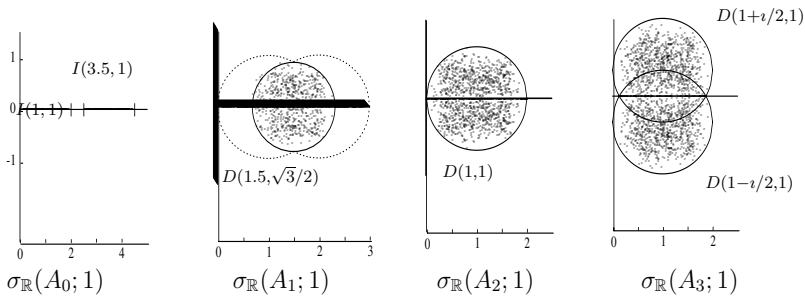 D(1+ı/2,1)
1
I(3.5,1)
I(1,1)
0
-1
0 2 4
D(1.5,√3/2)
0 1 2 3
D(1,1)
0 1 2
D(1−ı/2,1)
0 1 2
σℝ(A₀; 1) σℝ(A₁; 1) σℝ(A₂; 1) σℝ(A₃; 1)